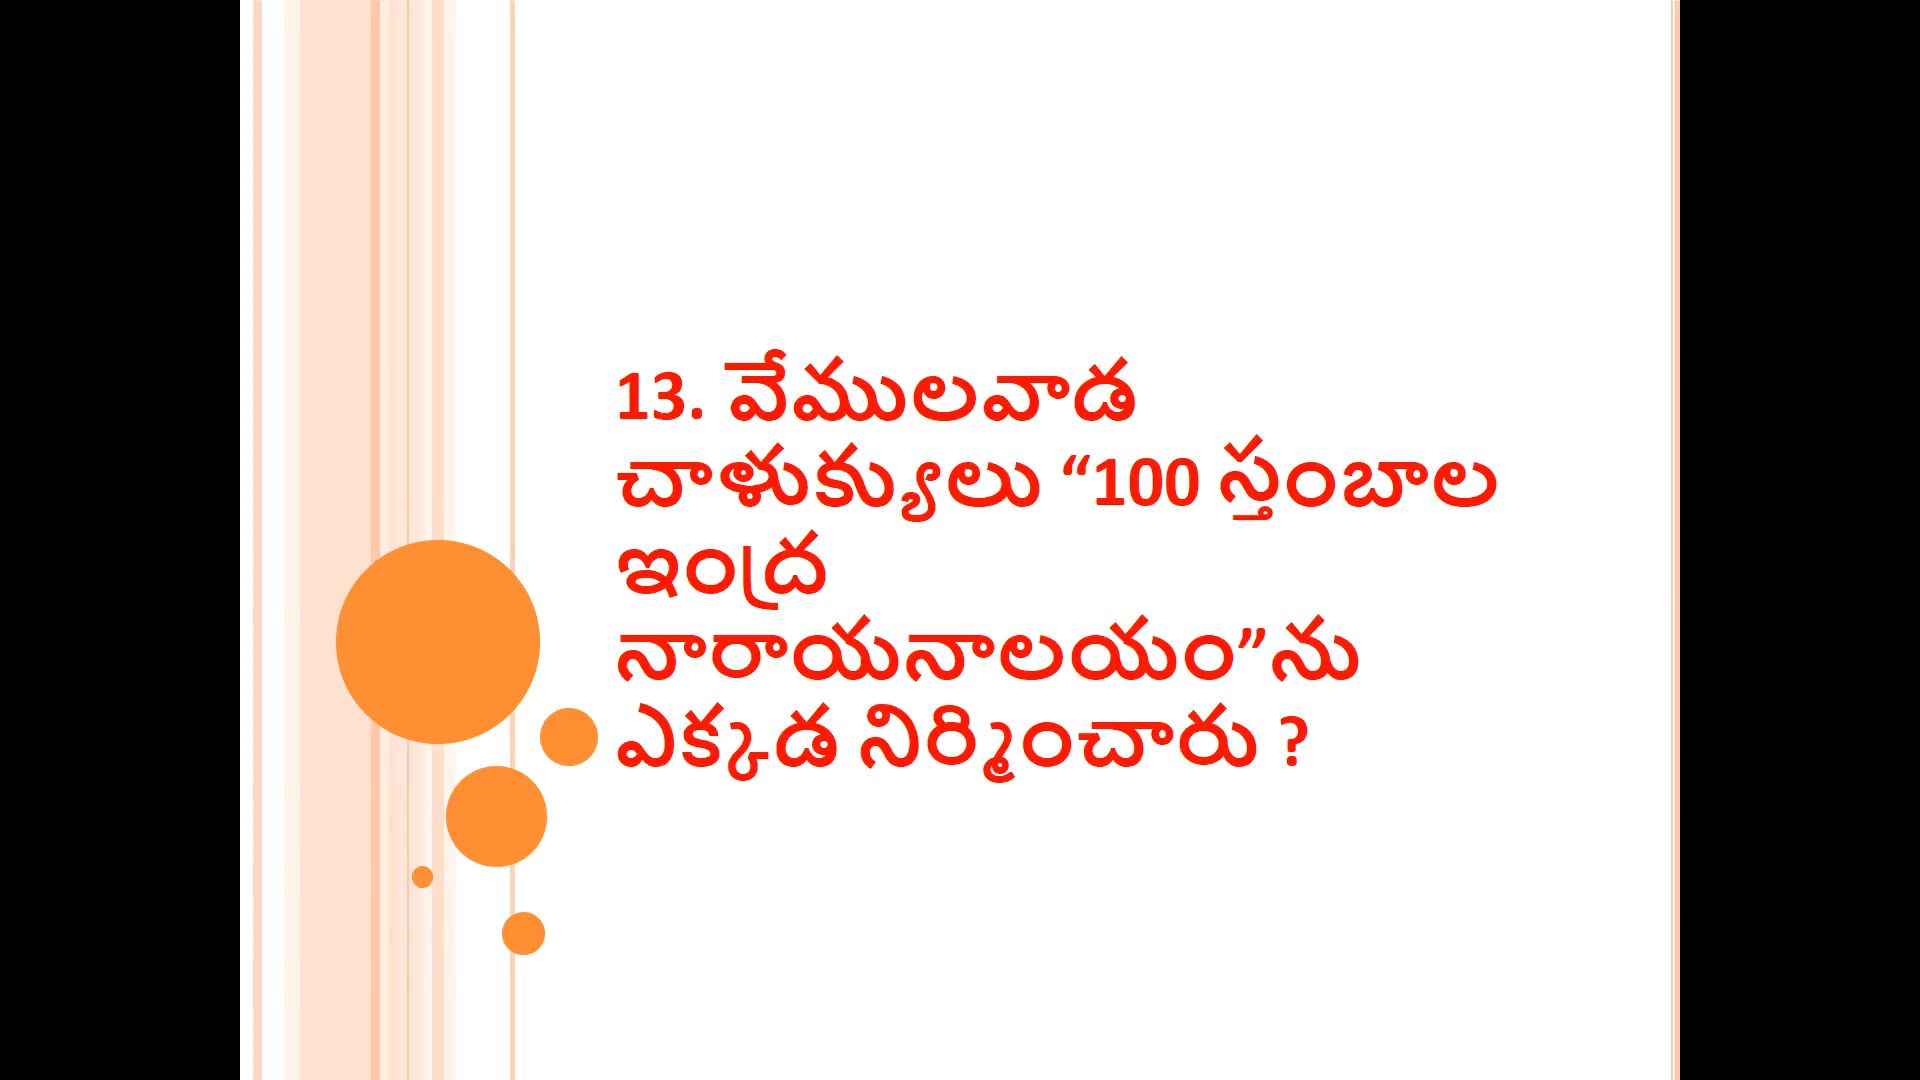 13. వేములవాడ
చాళుక్యులు “100 స్తంబాల
ఇంద్ర
నారాయనాలయం”ను
ఎక్కడ నిర్మించారు ?